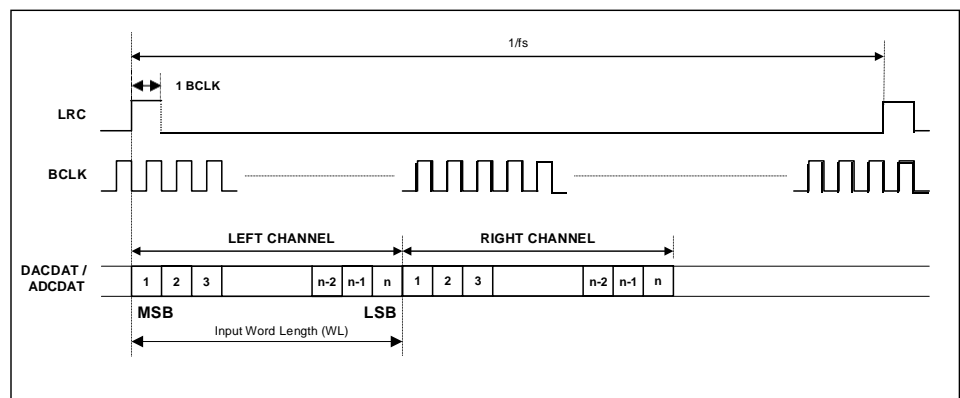 1/fs
1 BCLK
LRC
BCLK
LEFT CHANNEL RIGHT CHANNEL
DACDAT /
ADCDAT
1 2 3 n-2 n-1 n 1 2 3 n-2 n-1 n
MSB LSB
Input Word Length (WL)